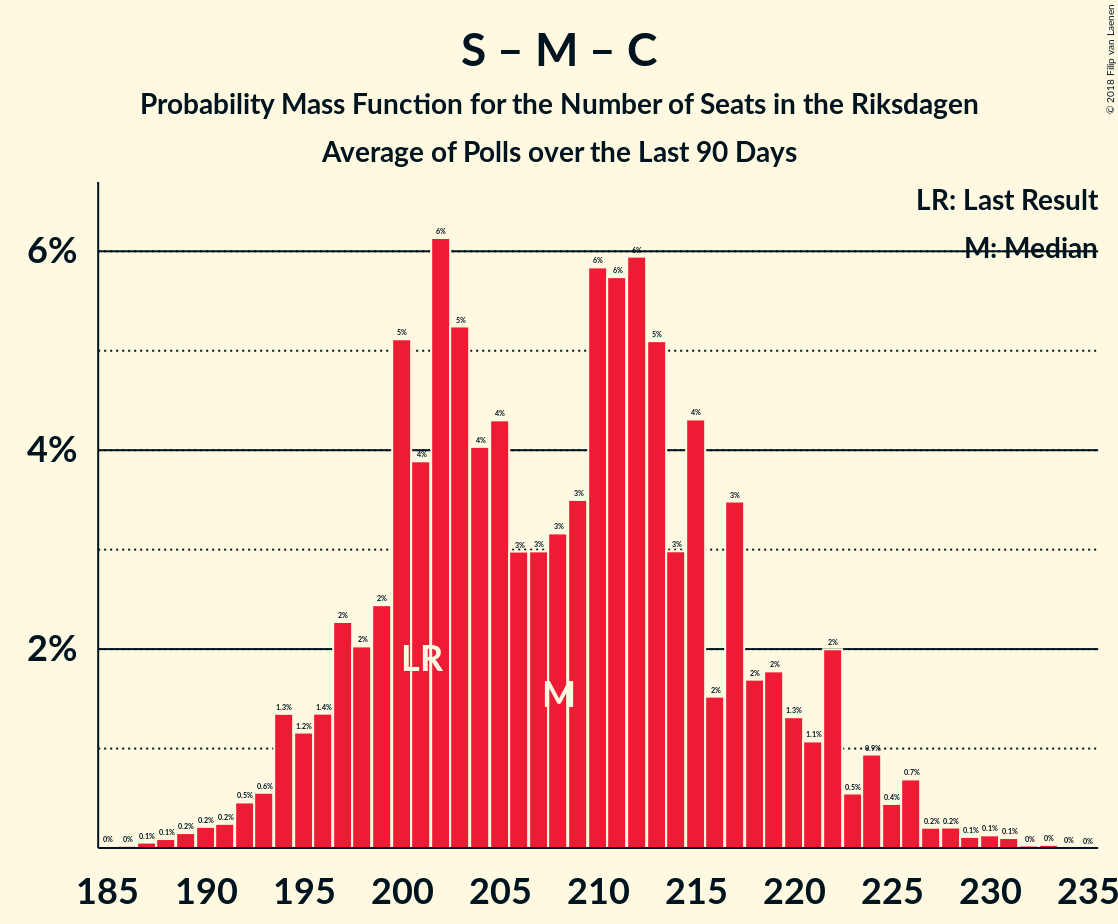 S – M – C
Probability Mass Function for the Number of Seats in the Riksdagen
Average of Polls over the Last 90 Days
© 2018 Filip van Laenen
LR: Last Result
M: Median
6%
4%
2%
0% 0% 0.1% 0.1% 0.2% 0.2% 0.2% 0.5% 0.6% 1.3% 1.2% 1.4% 2% 2% 2% 5% 4% 6% 5% 4% 4% 3% 3% 3% 3% 6% 6% 6% 5% 3% 4% 2% 3% 2% 2% 1.3% 1.1% 2% 0.5% 0.9% 0.4% 0.7% 0.2% 0.2% 0.1% 0.1% 0.1% 0% 0% 0% 0%
LR
M
185 190 195 200 205 210 215 220 225 230 235